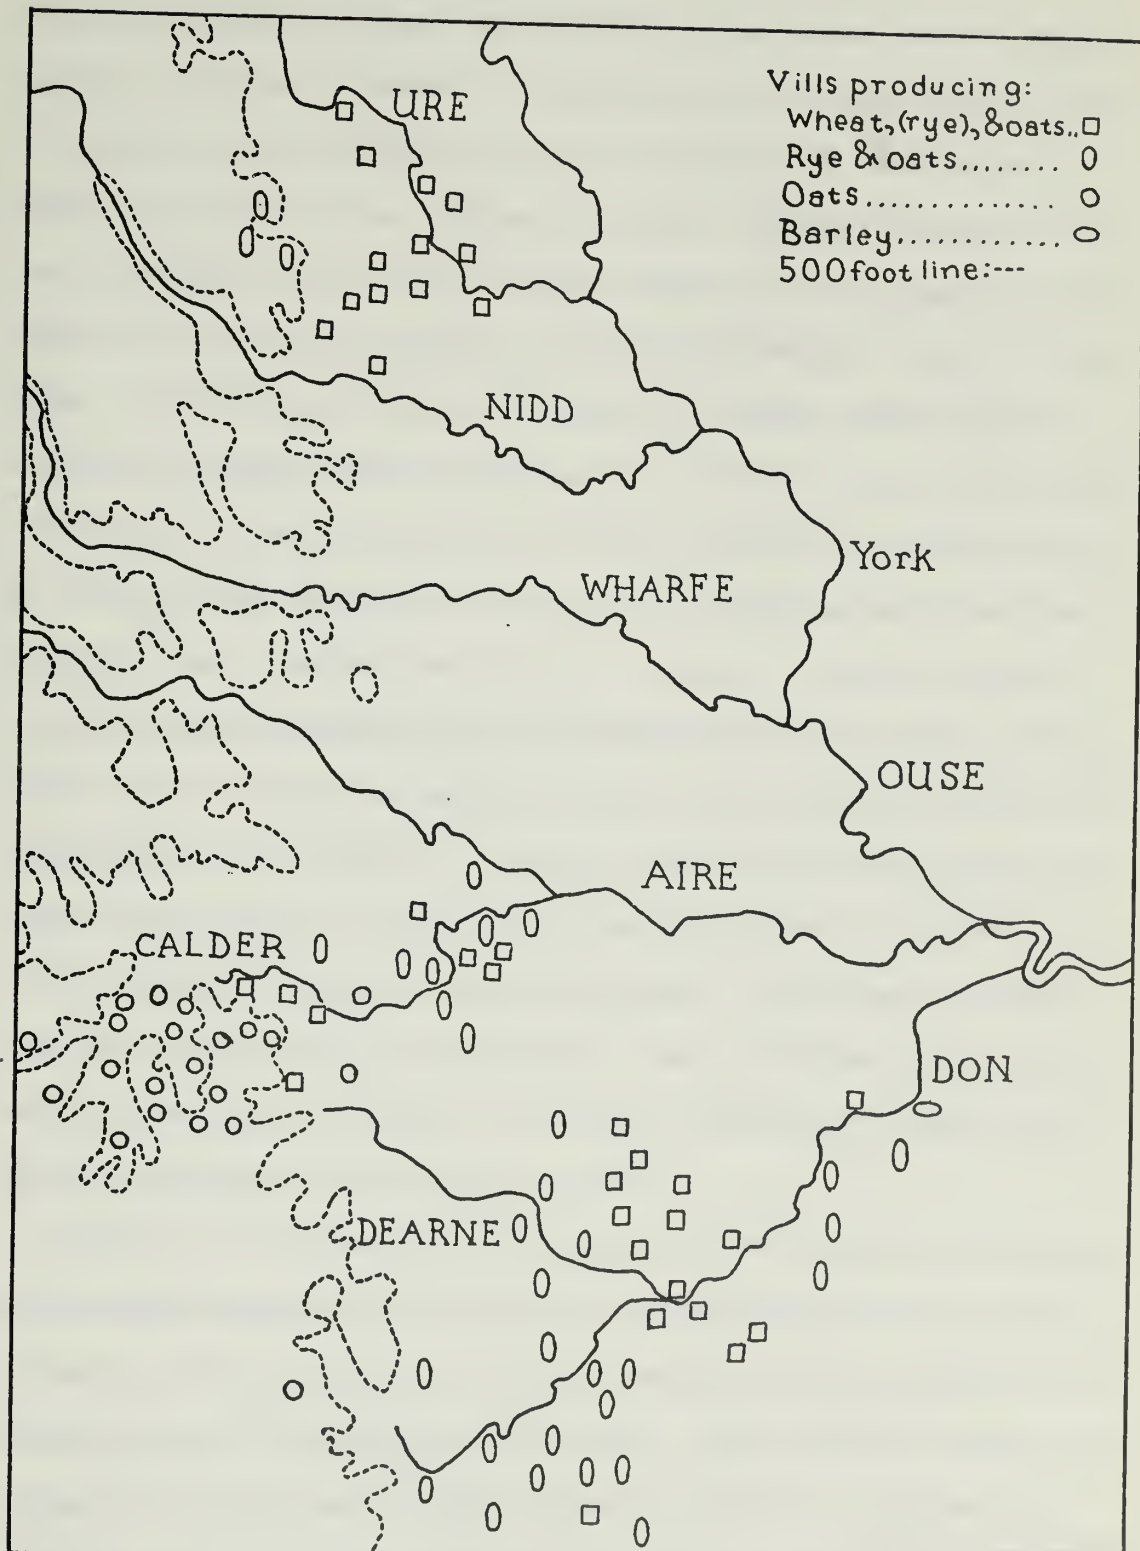 Vills producing:
Wheat,(rye),&oats..
Rye & oats........
Oats..............
Barley............
500foot line:---
URE
NIDD
York
WHARFE
OUSE
AIRE
CALDER
DON
DEARNE